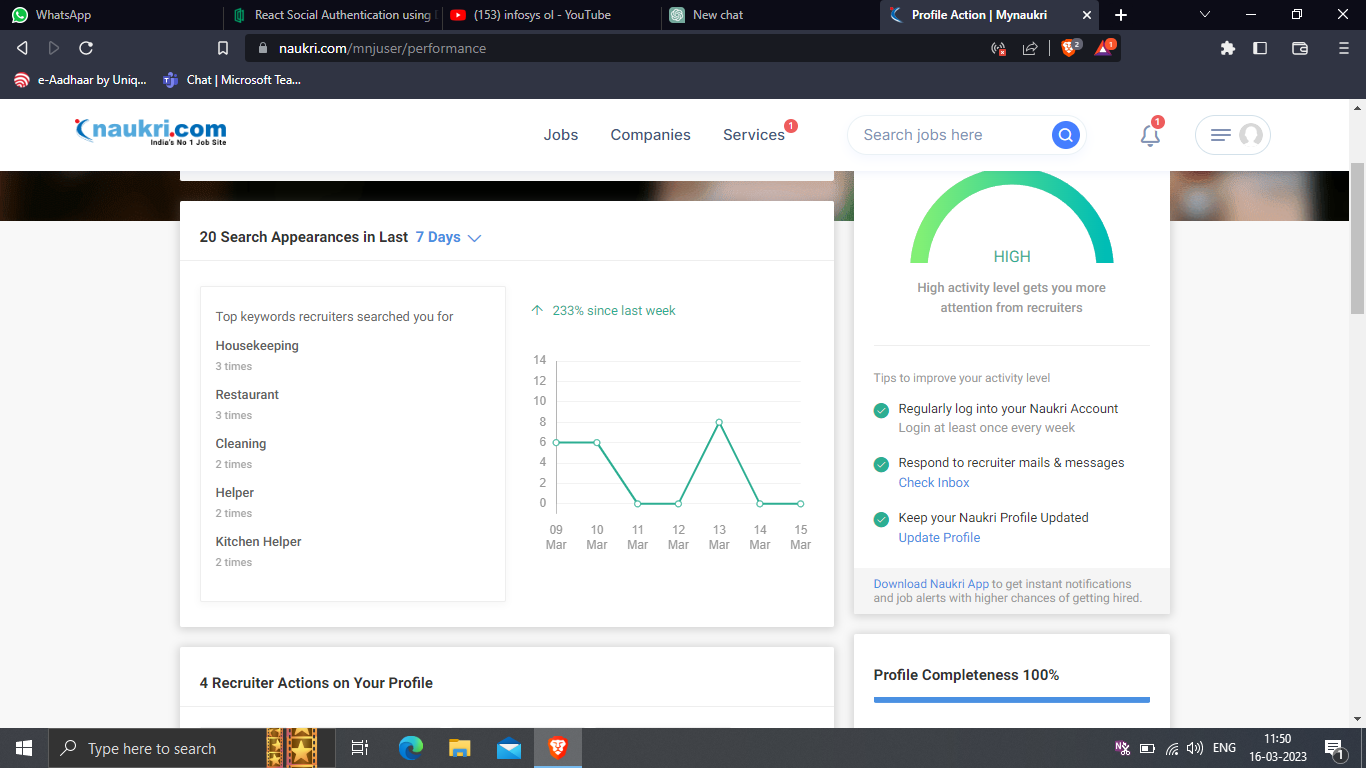 WhatsApp
React Social Authentication using
(153) infosys ol - YouTube
New chat
Profile Action | Mynaukri
naukri.com/mnjuser/performance
2
1
e-Aadhaar by Uniq...
Chat | Microsoft Tea...
naukri.com
India's No 1 Job Site
Jobs
Companies
Services
1
Search jobs here
1
20 Search Appearances in Last 7 Days
Top keywords recruiters searched you for
Housekeeping
3 times
Restaurant
3 times
Cleaning
2 times
Helper
2 times
Kitchen Helper
2 times
233% since last week
14
12
10
8
6
4
2
0
09 10 11 12 13 14 15
Mar Mar Mar Mar Mar Mar Mar
4 Recruiter Actions on Your Profile
HIGH
High activity level gets you more
attention from recruiters
Tips to improve your activity level
Regularly log into your Naukri Account
Login at least once every week
Respond to recruiter mails & messages
Check Inbox
Keep your Naukri Profile Updated
Update Profile
Download Naukri App to get instant notifications
and job alerts with higher chances of getting hired.
Profile Completeness 100%
Type here to search
ENG
11:50
16-03-2023
1